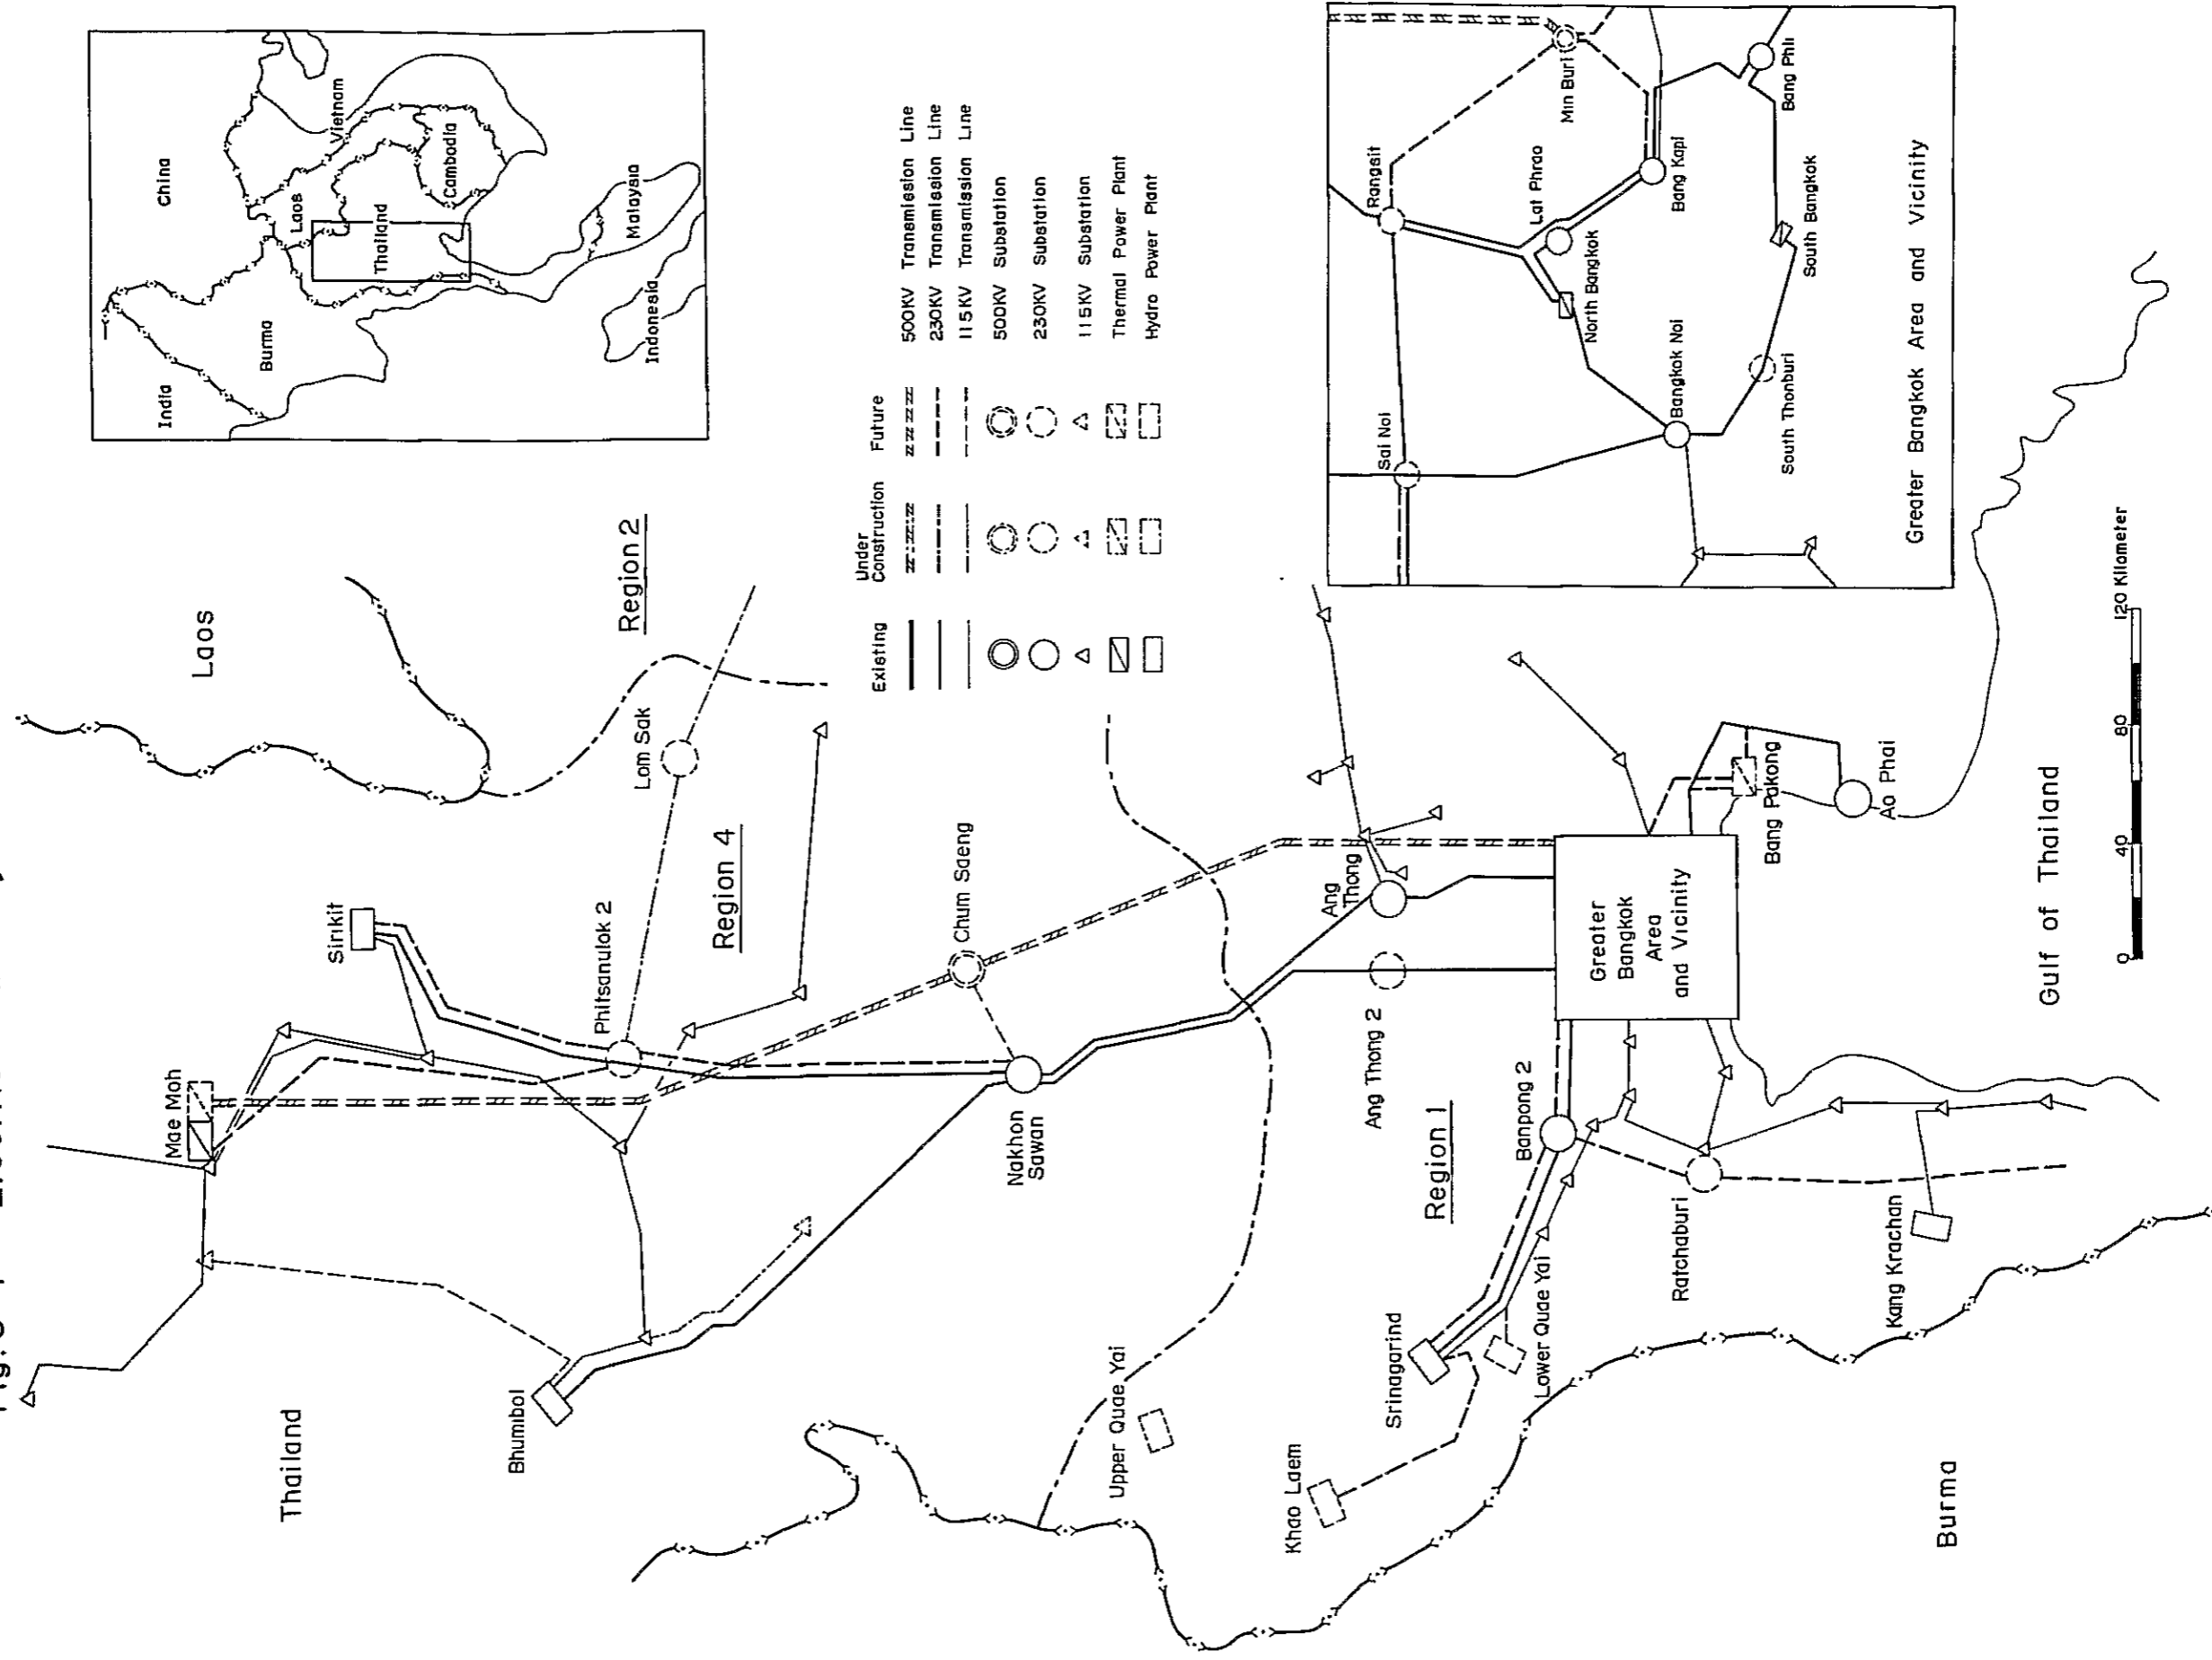 China
India
Burma
Laos
Vietnam
Thailand
Cambodia
Malaysia
Indonesia
Existing
Under
Construction
Future
500KV Transmission Line
230KV Transmission Line
115KV Transmission Line
500KV Substation
230KV Substation
115KV Substation
Thermal Power Plant
Hydro Power Plant
Laos
Thailand
Mae Moh
Sirikit
Bhumibol
Phitsanulok 2
Lom Sak
Region 2
Region 4
Chum Saeng
Nakhon
Sawan
Upper Quae Yai
Ang
Thong
Ang Thong 2
Region 1
Khao Laem
Srinagarind
Lower Quae Yai
Banpong 2
Ratchaburi
Kang Krachan
Greater
Bangkok
Area
and Vicinity
Bang Pakong
Ao Phai
Burma
Gulf of Thailand
0 40 80 120 Kilometer
Rangsit
Sai Noi
Min Buri
Lat Phrao
North Bangkok
Bang Kapi
Bangkok Noi
Bang Phli
South Thonburi
South Bangkok
Greater Bangkok Area and Vicinity